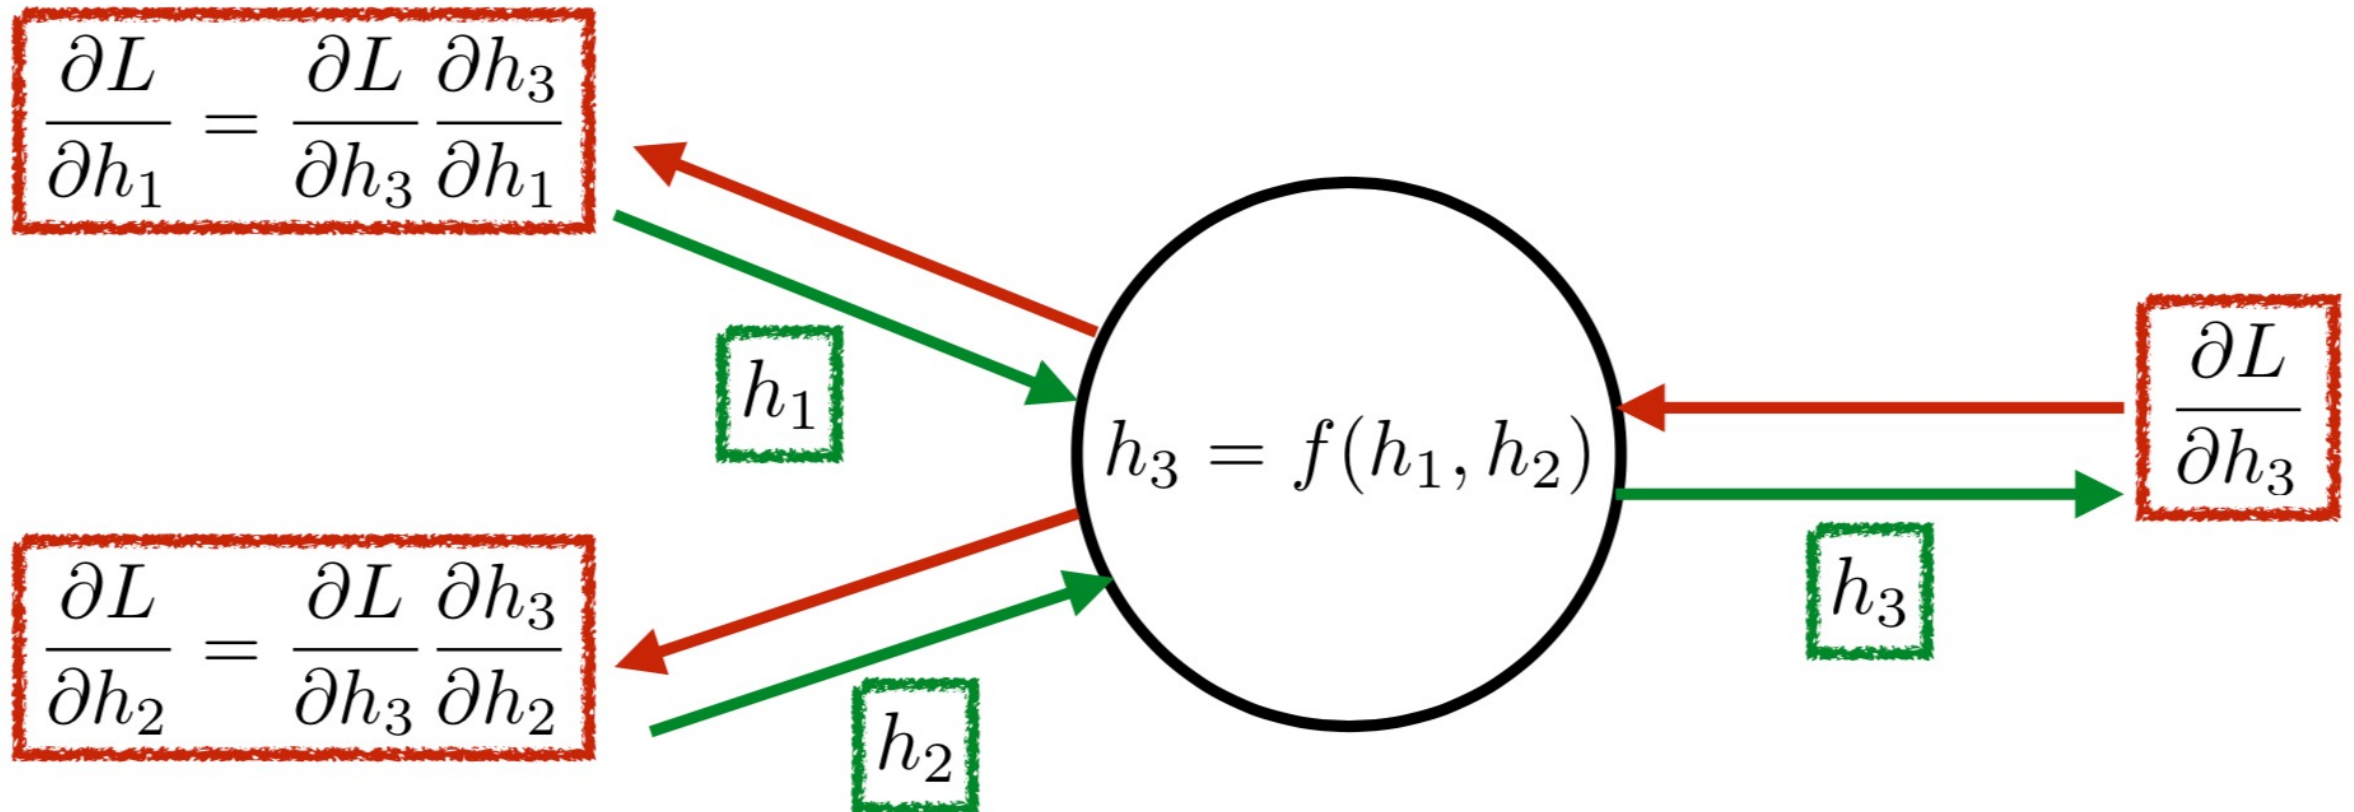 ∂L/∂h₁ = ∂L/∂h₃ ∂h₃/∂h₁
h₁
h₃ = f(h₁, h₂)
∂L/∂h₃
h₃
∂L/∂h₂ = ∂L/∂h₃ ∂h₃/∂h₂
h₂